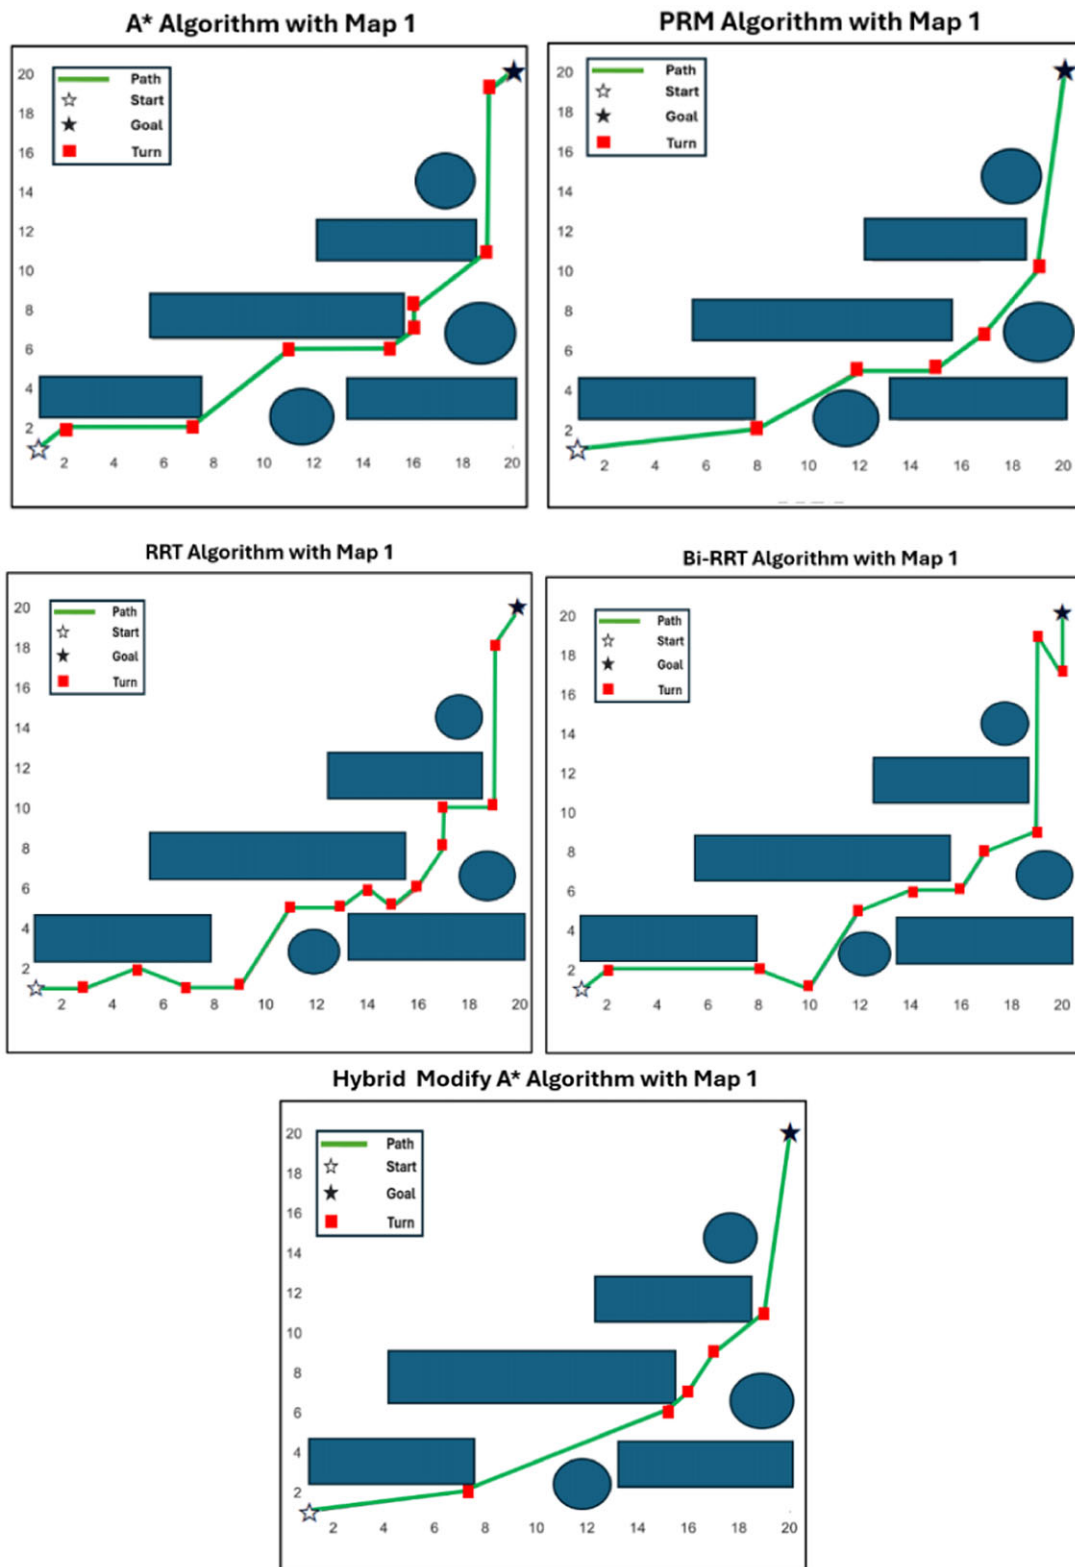 A* Algorithm with Map 1
20
18
16
14
12
10
8
6
4
2
Path
Start
Goal
Turn
2 4 6 8 10 12 14 16 18 20
PRM Algorithm with Map 1
20
18
16
14
12
10
8
6
4
2
Path
Start
Goal
Turn
2 4 6 8 10 12 14 16 18 20
RRT Algorithm with Map 1
20
18
16
14
12
10
8
6
4
2
Path
Start
Goal
Turn
2 4 6 8 10 12 14 16 18 20
Bi-RRT Algorithm with Map 1
20
18
16
14
12
10
8
6
4
2
Path
Start
Goal
Turn
2 4 6 8 10 12 14 16 18 20
Hybrid Modify A* Algorithm with Map 1
20
18
16
14
12
10
8
6
4
2
Path
Start
Goal
Turn
2 4 6 8 10 12 14 16 18 20